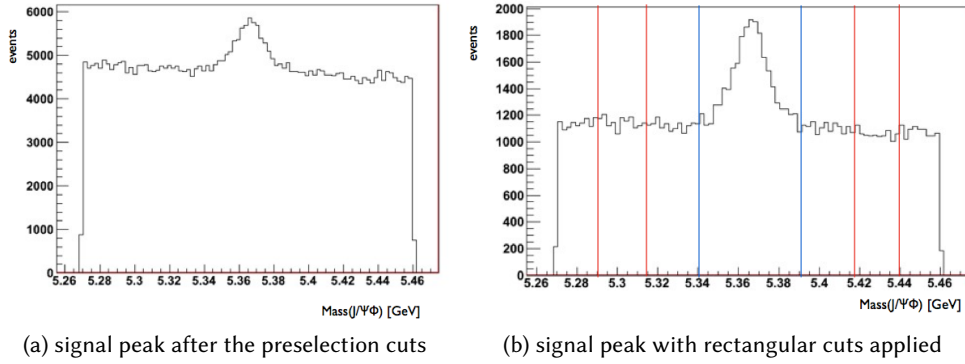 events
6000
5000
4000
3000
2000
1000
0
5.26 5.28 5.3 5.32 5.34 5.36 5.38 5.4 5.42 5.44 5.46
Mass(J/ΨΦ) [GeV]
(a) signal peak after the preselection cuts
events
2000
1800
1600
1400
1200
1000
800
600
400
200
0
5.26 5.28 5.3 5.32 5.34 5.36 5.38 5.4 5.42 5.44 5.46
Mass(J/ΨΦ) [GeV]
(b) signal peak with rectangular cuts applied